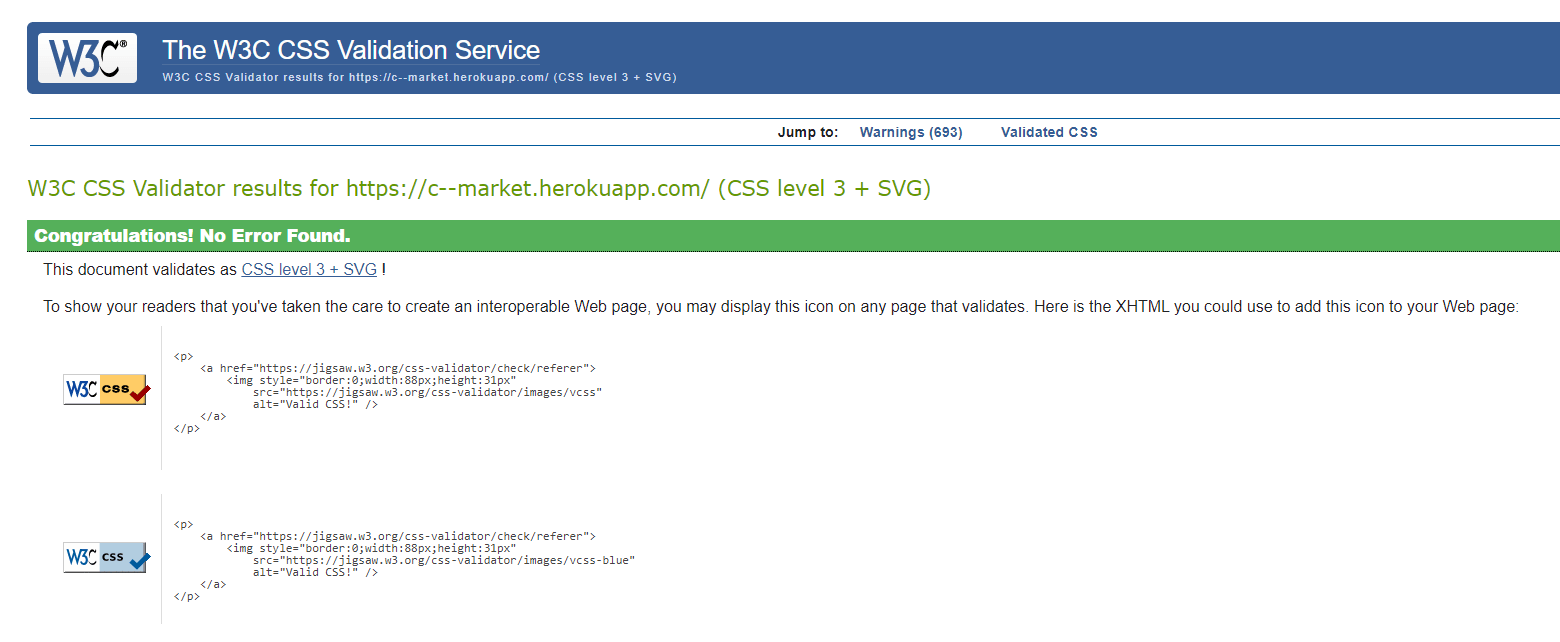 W3C®
The W3C CSS Validation Service
W3C CSS Validator results for https://c--market.herokuapp.com/ (CSS level 3 + SVG)
Jump to: Warnings (693) Validated CSS
W3C CSS Validator results for https://c--market.herokuapp.com/ (CSS level 3 + SVG)
Congratulations! No Error Found.
This document validates as CSS level 3 + SVG !
To show your readers that you've taken the care to create an interoperable Web page, you may display this icon on any page that validates. Here is the XHTML you could use to add this icon to your Web page:
W3C css
<p>
<a href="https://jigsaw.w3.org/css-validator/check/referer">
<img style="border:0;width:88px;height:31px"
src="https://jigsaw.w3.org/css-validator/images/vcss"
alt="Valid CSS!" />
</a>
</p>
W3C css
<p>
<a href="https://jigsaw.w3.org/css-validator/check/referer">
<img style="border:0;width:88px;height:31px"
src="https://jigsaw.w3.org/css-validator/images/vcss-blue"
alt="Valid CSS!" />
</a>
</p>